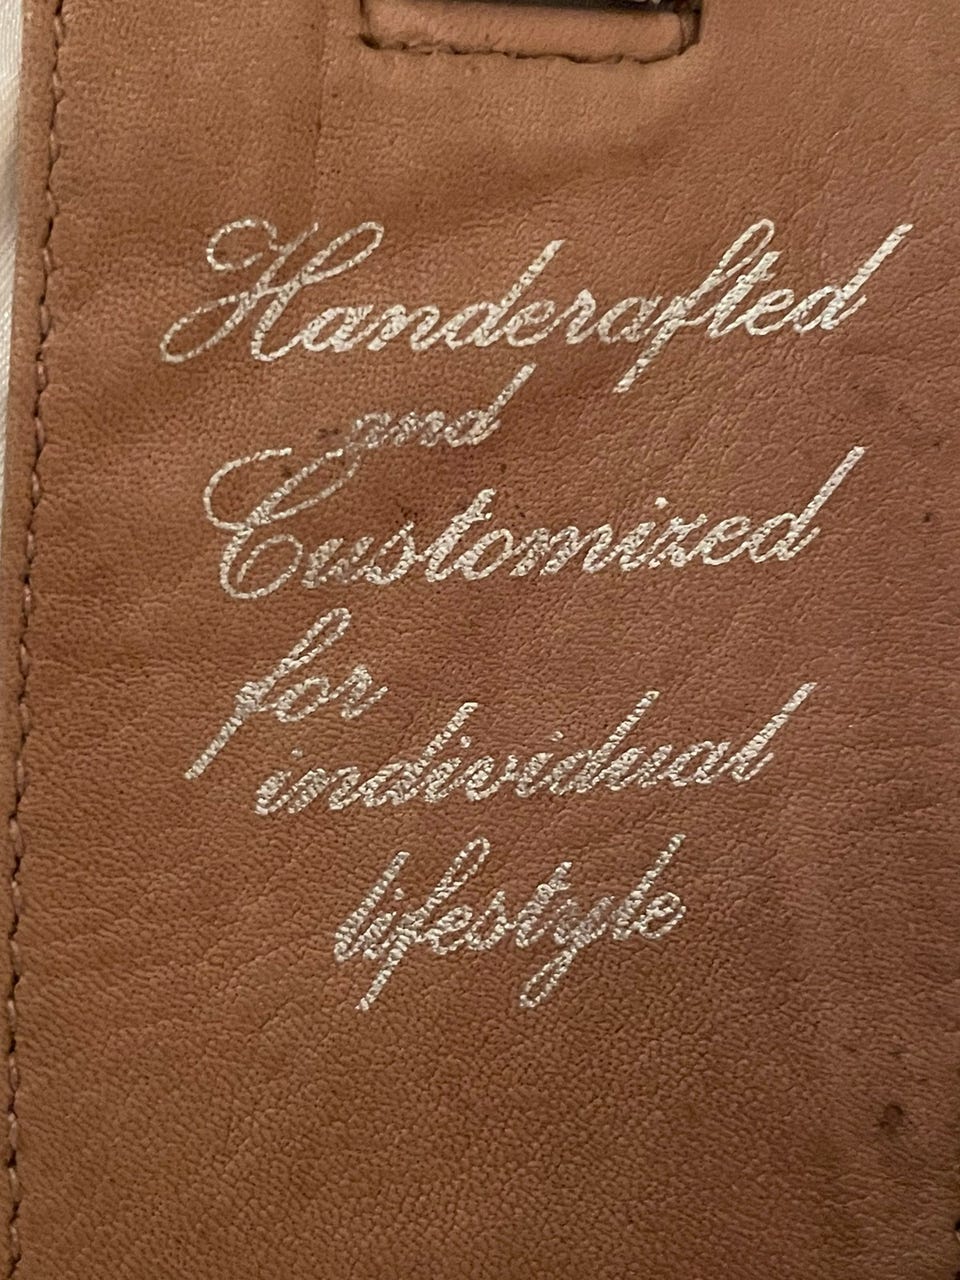 Handcrafted
and
Customized
for
individual
lifestyle